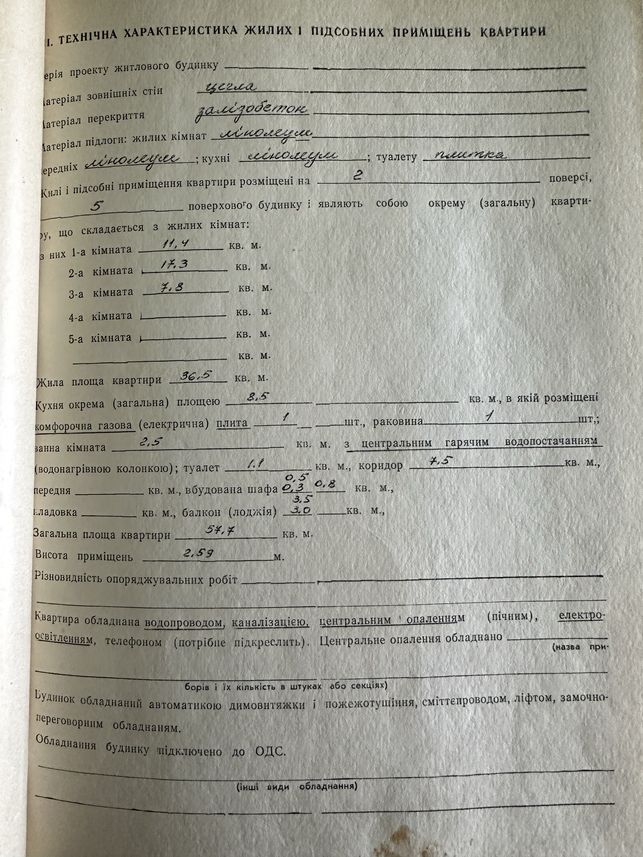 І. ТЕХНІЧНА ХАРАКТЕРИСТИКА ЖИЛИХ І ПІДСОБНИХ ПРИМІЩЕНЬ КВАРТИРИ
ерія проекту житлового будинку
Матеріал зовнішніх стін цегла
Матеріал перекриття залізобетон
Матеріал підлоги: жилих кімнат лінолеум
ередніх лінолеум ; кухні лінолеум ; туалету плитка
Жилі і підсобні приміщення квартири розміщені на 2 поверсі,
5 поверхового будинку і являють собою окрему (загальну) кварти-
ру, що складається з жилих кімнат:
з них 1-а кімната 11,4 кв. м.
2-а кімната 17,3 кв. м.
3-а кімната 7,8 кв. м.
4-а кімната кв. м.
5-а кімната кв. м.
кв. м.
Жила площа квартири 36,5 кв. м.
Кухня окрема (загальна) площею 8,5 кв. м., в якій розміщені
комфорочна газова (електрична) плита 1 шт., раковина 1 шт.;
ванна кімната 2,5 кв. м. з центральним гарячим водопостачанням
(водонагрівною колонкою); туалет 1.1 кв. м., коридор 7,5 кв. м.,
передня кв. м., вбудована шафа 0,5 0,3 0,8 кв. м.,
кладовка кв. м., балкон (лоджія) 3,5 3,0 кв. м.,
Загальна площа квартири 57,7 кв. м.
Висота приміщень 2,59 м.
Різновидність опоряджувальних робіт
Квартира обладнана водопроводом, каналізацією, центральним опаленням (пічним), електро-
освітленням, телефоном (потрібне підкреслить). Центральне опалення обладнано
(назва при-
борів і їх кількість в штуках або секціях)
Будинок обладнаний автоматикою димовитяжки і пожежотушіння, сміттєпроводом, ліфтом, замочно-
переговорним обладнанням.
Обладнання будинку підключено до ОДС.
(інші види обладнання)